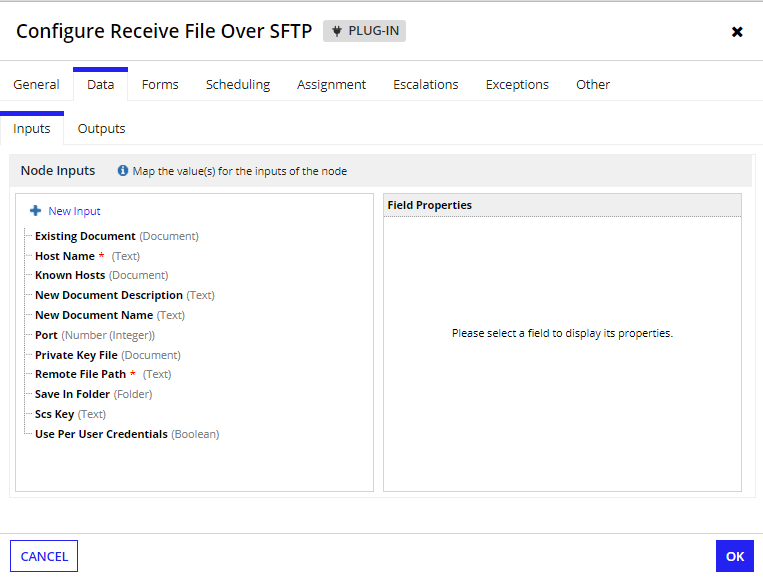 Configure Receive File Over SFTP PLUG-IN
General Data Forms Scheduling Assignment Escalations Exceptions Other
Inputs Outputs
Node Inputs Map the value(s) for the inputs of the node
New Input
Existing Document (Document)
Host Name * (Text)
Known Hosts (Document)
New Document Description (Text)
New Document Name (Text)
Port (Number (Integer))
Private Key File (Document)
Remote File Path * (Text)
Save In Folder (Folder)
Scs Key (Text)
Use Per User Credentials (Boolean)
Field Properties
Please select a field to display its properties.
CANCEL OK